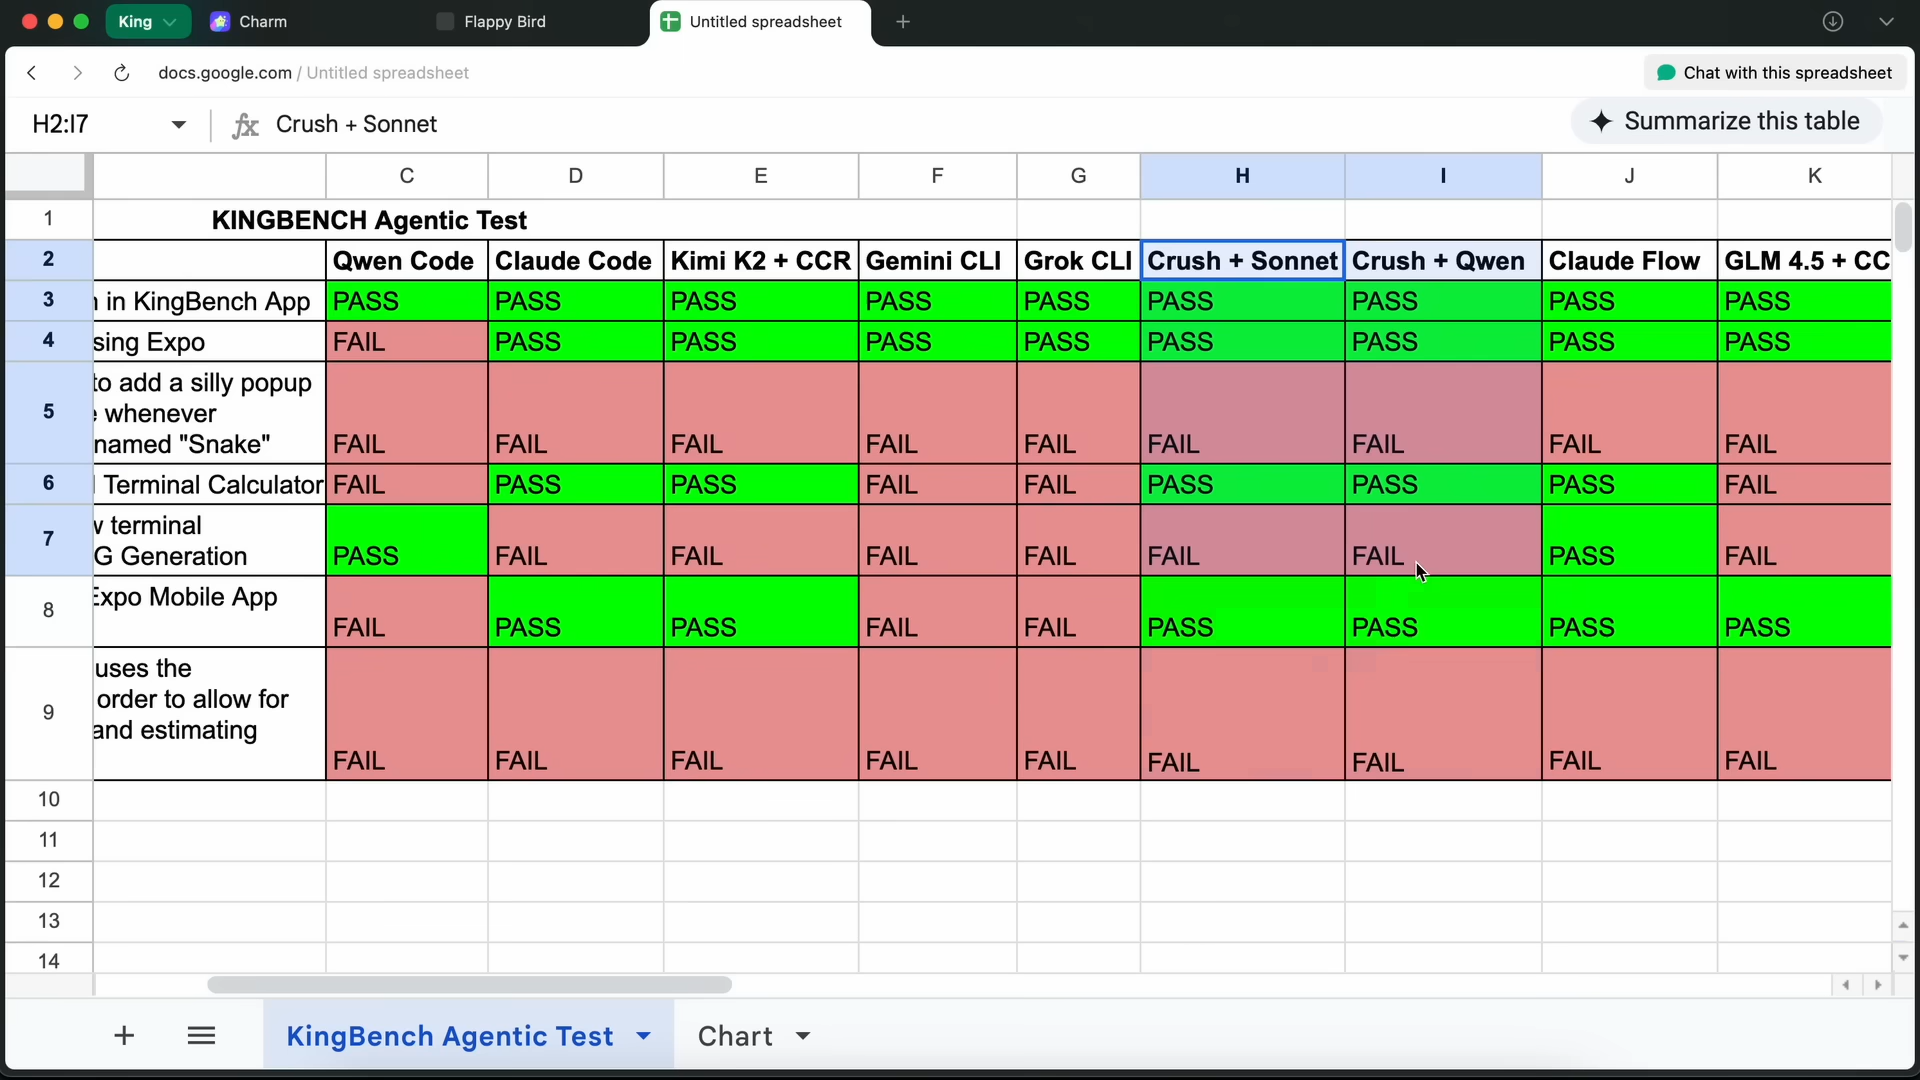 King
Charm
Flappy Bird
Untitled spreadsheet
docs.google.com / Untitled spreadsheet
Chat with this spreadsheet
H2:I7
fx
Crush + Sonnet
Summarize this table
C D E F G H I J K
1 KINGBENCH Agentic Test
2 Qwen Code Claude Code Kimi K2 + CCR Gemini CLI Grok CLI Crush + Sonnet Crush + Qwen Claude Flow GLM 4.5 + CC
3 in KingBench App PASS PASS PASS PASS PASS PASS PASS PASS PASS
4 sing Expo FAIL PASS PASS PASS PASS PASS PASS PASS PASS
to add a silly popup
5 whenever
named "Snake" FAIL FAIL FAIL FAIL FAIL FAIL FAIL FAIL FAIL
6 Terminal Calculator FAIL PASS PASS FAIL FAIL PASS PASS PASS FAIL
w terminal
7
G Generation PASS FAIL FAIL FAIL FAIL FAIL FAIL PASS FAIL
Expo Mobile App
8
FAIL PASS PASS FAIL FAIL PASS PASS PASS PASS
uses the
order to allow for
9
and estimating
FAIL FAIL FAIL FAIL FAIL FAIL FAIL FAIL FAIL
10
11
12
13
14
KingBench Agentic Test
Chart